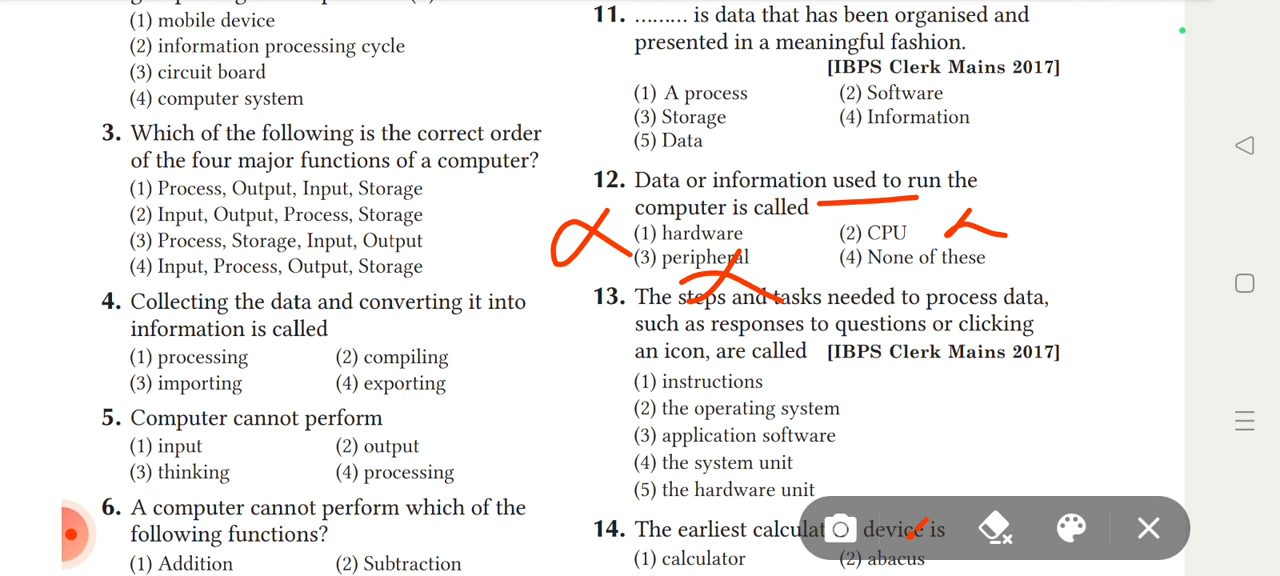 (1) mobile device
(2) information processing cycle
(3) circuit board
(4) computer system
3. Which of the following is the correct order
of the four major functions of a computer?
(1) Process, Output, Input, Storage
(2) Input, Output, Process, Storage
(3) Process, Storage, Input, Output
(4) Input, Process, Output, Storage
4. Collecting the data and converting it into
information is called
(1) processing (2) compiling
(3) importing (4) exporting
5. Computer cannot perform
(1) input (2) output
(3) thinking (4) processing
6. A computer cannot perform which of the
following functions?
(1) Addition (2) Subtraction
11. ......... is data that has been organised and
presented in a meaningful fashion.
[IBPS Clerk Mains 2017]
(1) A process (2) Software
(3) Storage (4) Information
(5) Data
12. Data or information used to run the
computer is called
(1) hardware (2) CPU
(3) peripheral (4) None of these
13. The steps and tasks needed to process data,
such as responses to questions or clicking
an icon, are called [IBPS Clerk Mains 2017]
(1) instructions
(2) the operating system
(3) application software
(4) the system unit
(5) the hardware unit
14. The earliest calculating device is
(1) calculator (2) abacus